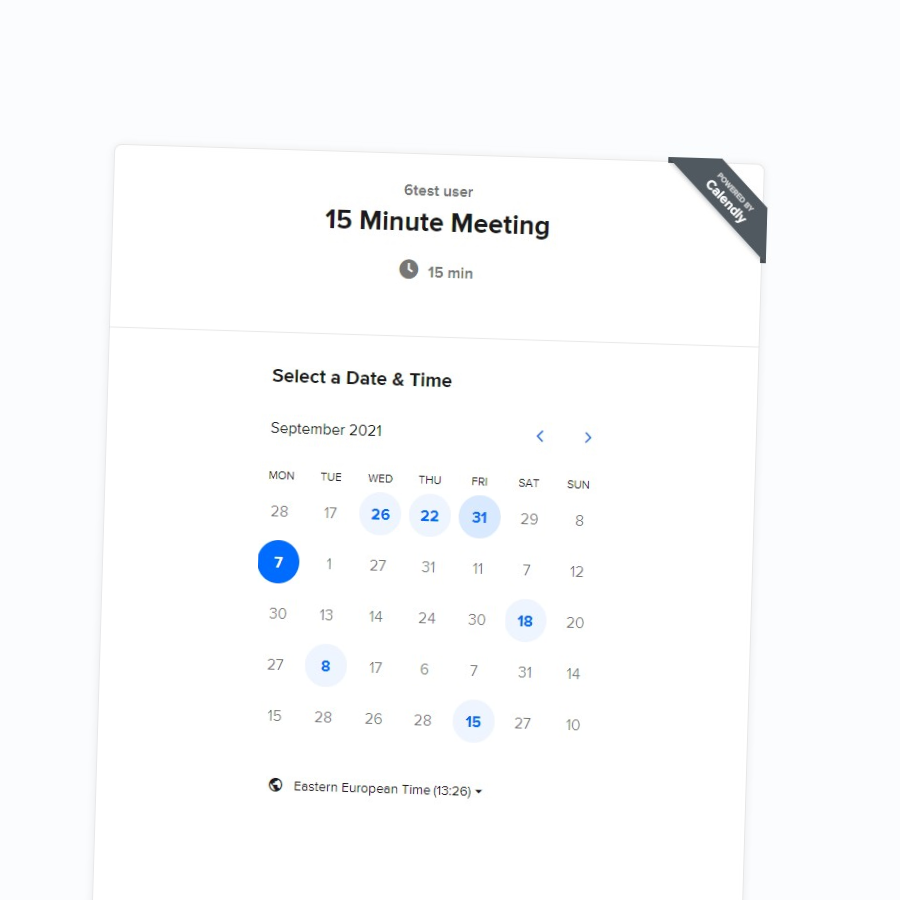 POWERED BY
Calendly
6test user
15 Minute Meeting
15 min
Select a Date & Time
September 2021
MON TUE WED THU FRI SAT SUN
28 17 26 22 31 29 8
7 1 27 31 11 7 12
30 13 14 24 30 18 20
27 8 17 6 7 31 14
15 28 26 28 15 27 10
Eastern European Time (13:26)